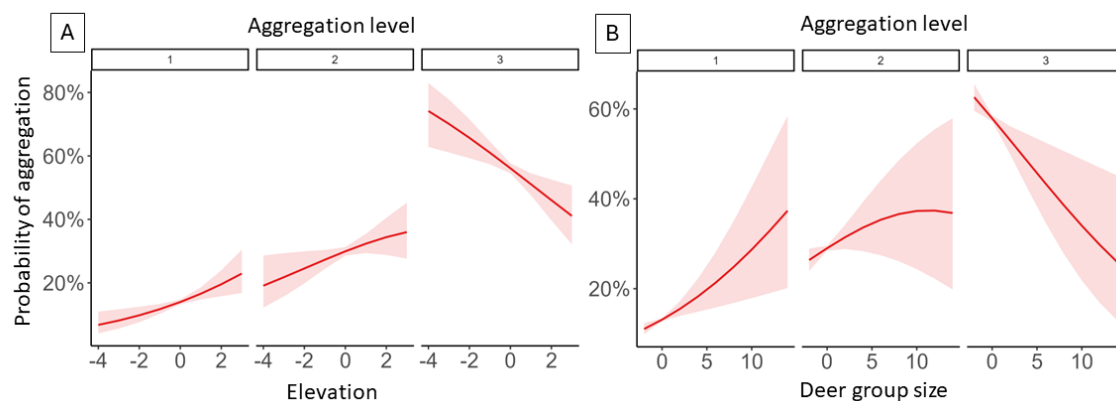 A
Aggregation level
1 2 3
Probability of aggregation
80%
60%
40%
20%
-4 -2 0 2 -4 -2 0 2 -4 -2 0 2
Elevation
B
Aggregation level
1 2 3
60%
40%
20%
0 5 10 0 5 10 0 5 10
Deer group size